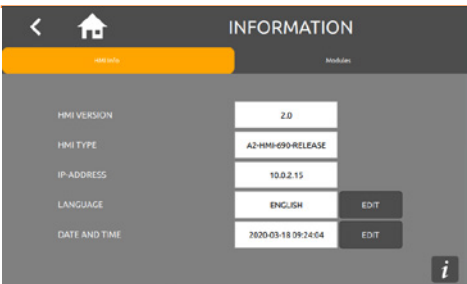 INFORMATION
HMI Info
Modules
HMI VERSION 2.0
HMI TYPE A2-HMI-690-RELEASE
IP-ADDRESS 10.0.2.15
LANGUAGE ENGLISH EDIT
DATE AND TIME 2020-03-18 09:24:04 EDIT
i